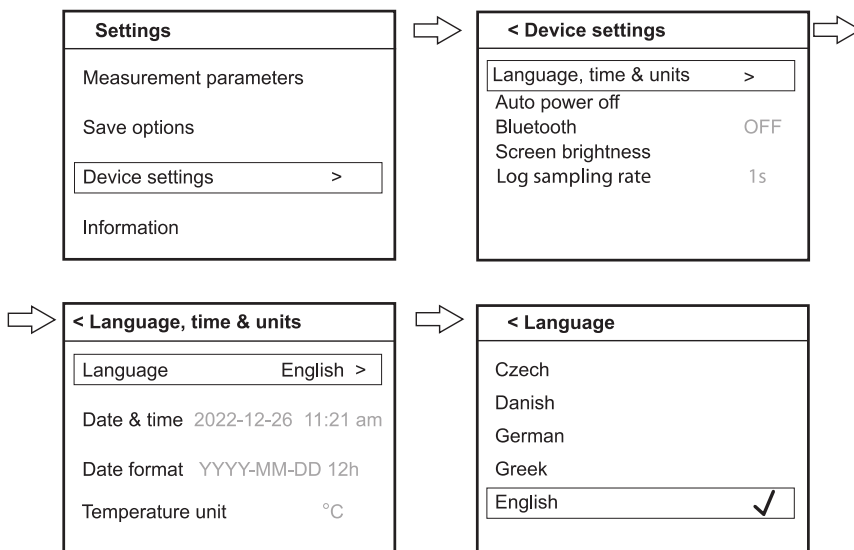 Settings
Measurement parameters
Save options
Device settings >
Information
< Device settings
Language, time & units >
Auto power off
Bluetooth OFF
Screen brightness
Log sampling rate 1s
< Language, time & units
Language English >
Date & time 2022-12-26 11:21 am
Date format YYYY-MM-DD 12h
Temperature unit °C
< Language
Czech
Danish
German
Greek
English